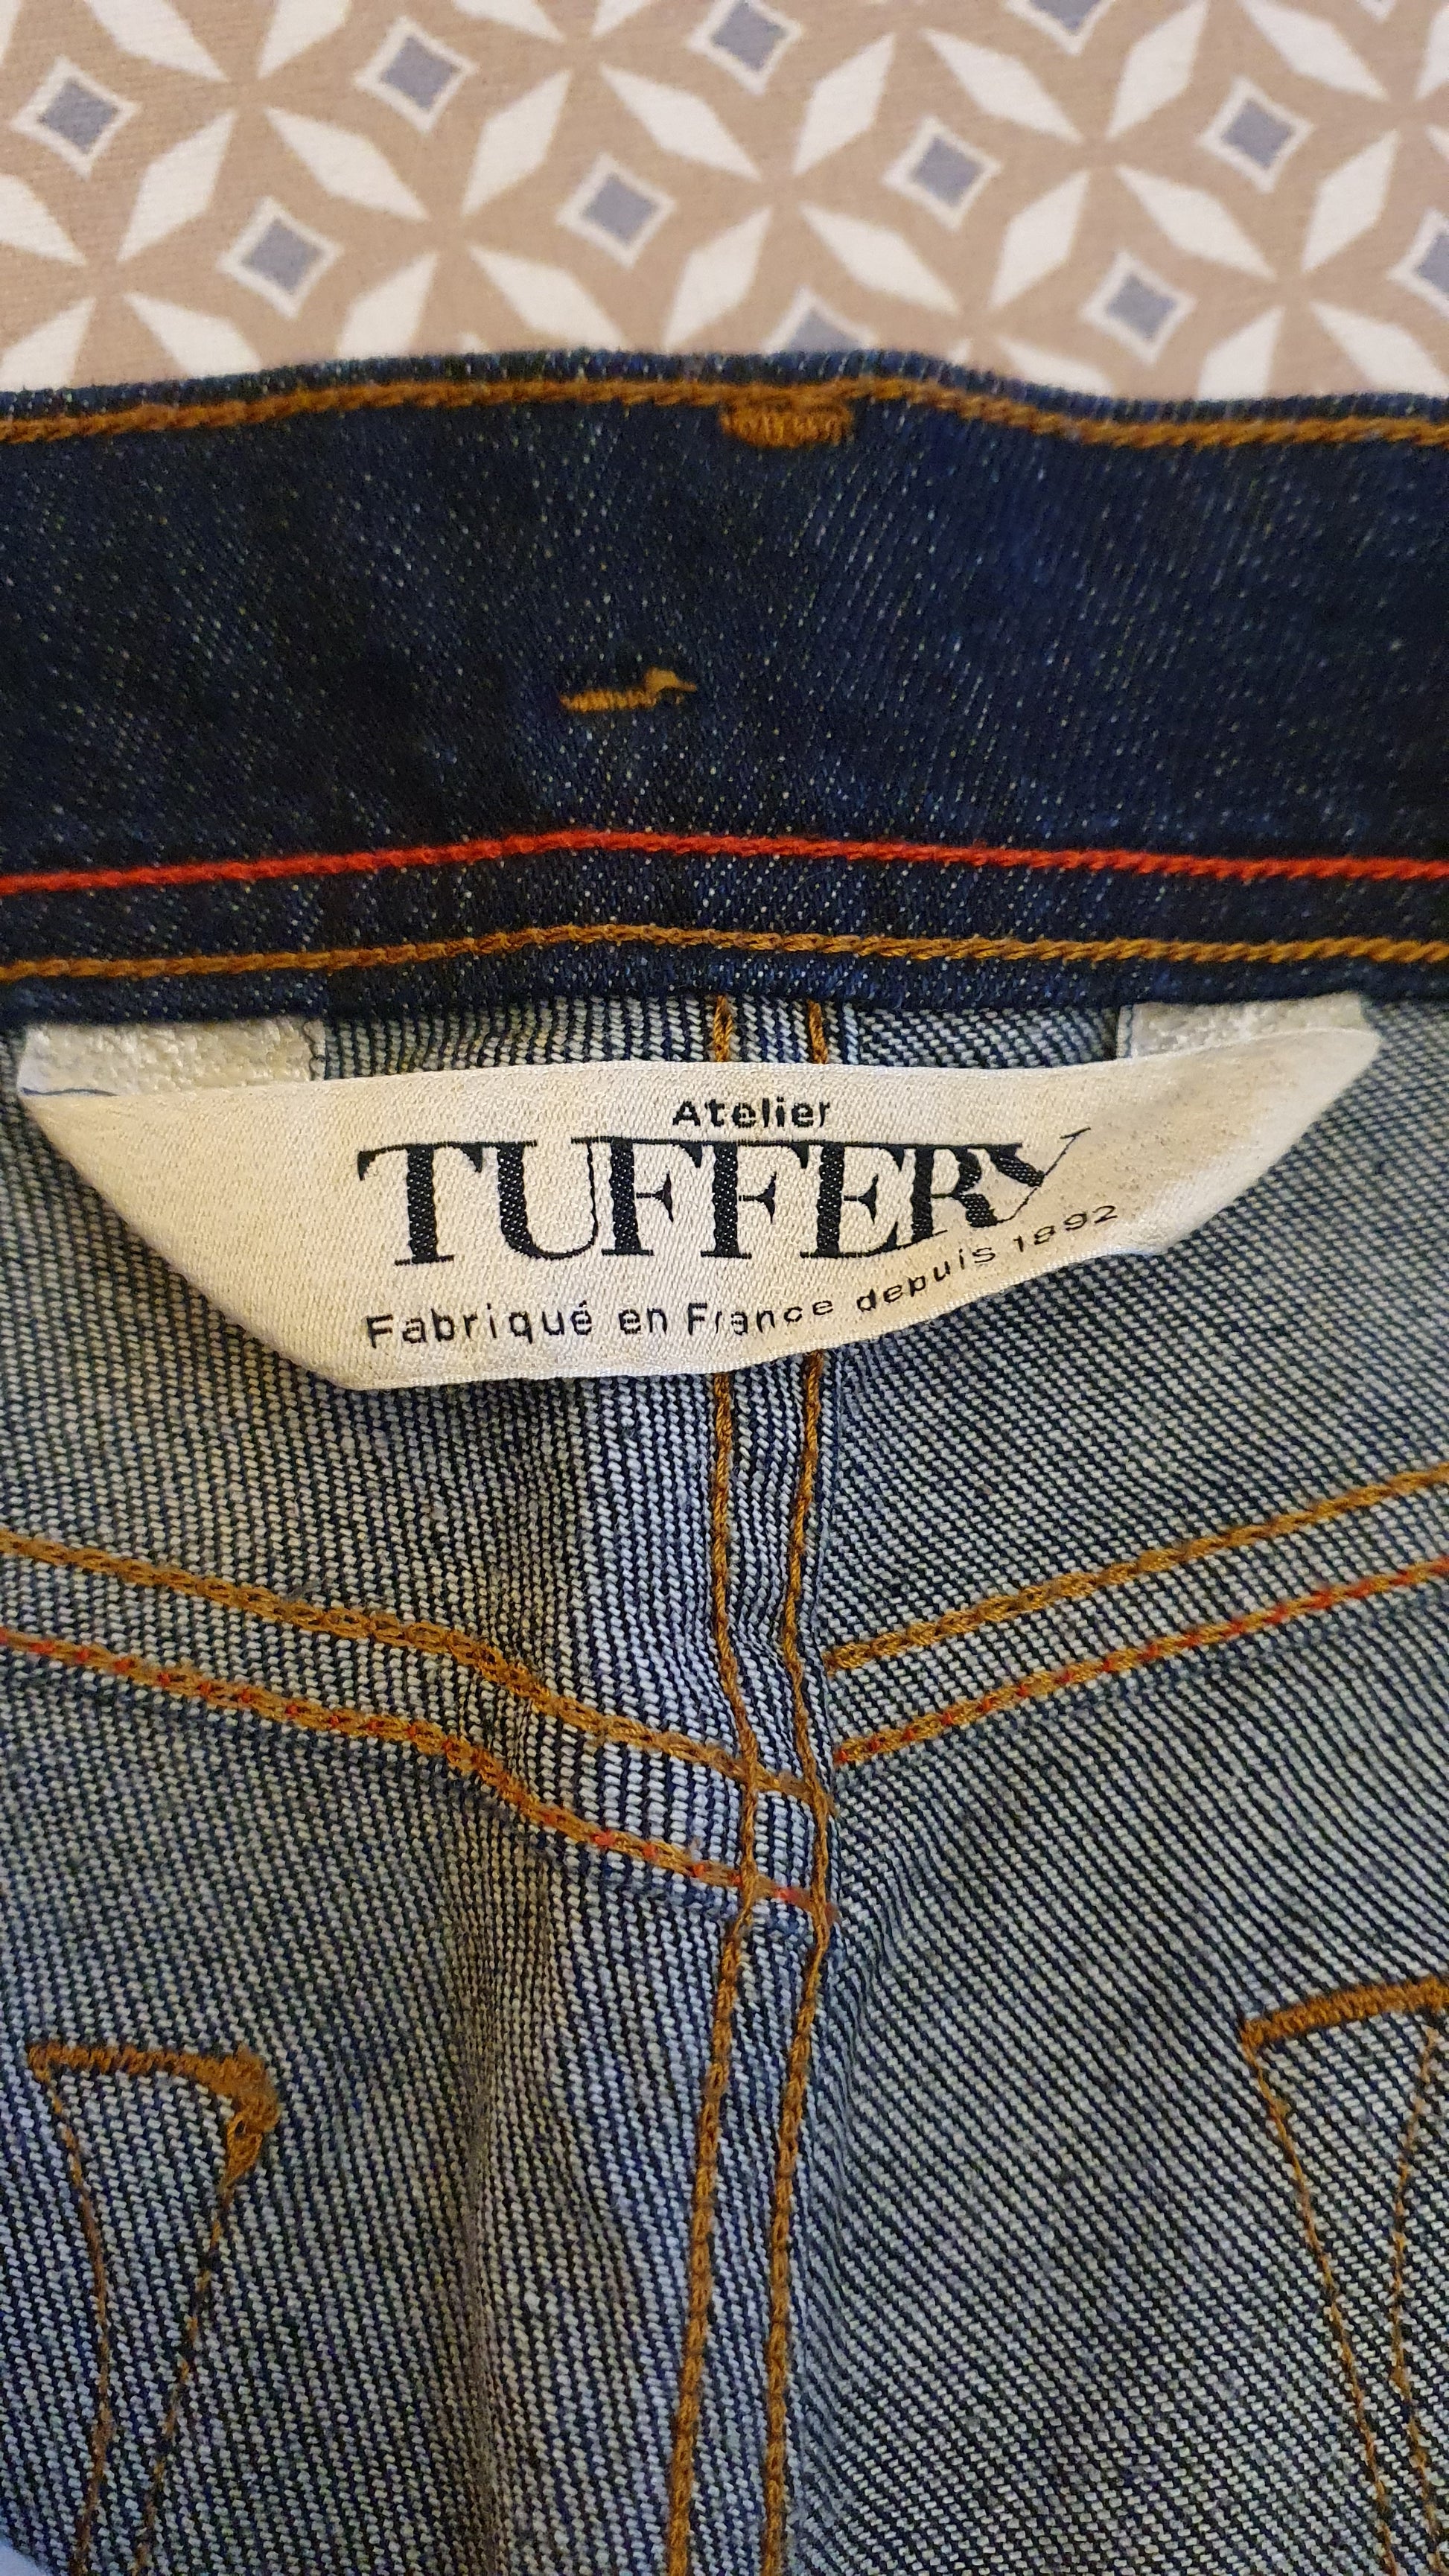 Atelier
TUFFERY
Fabriqué en France depuis 1892